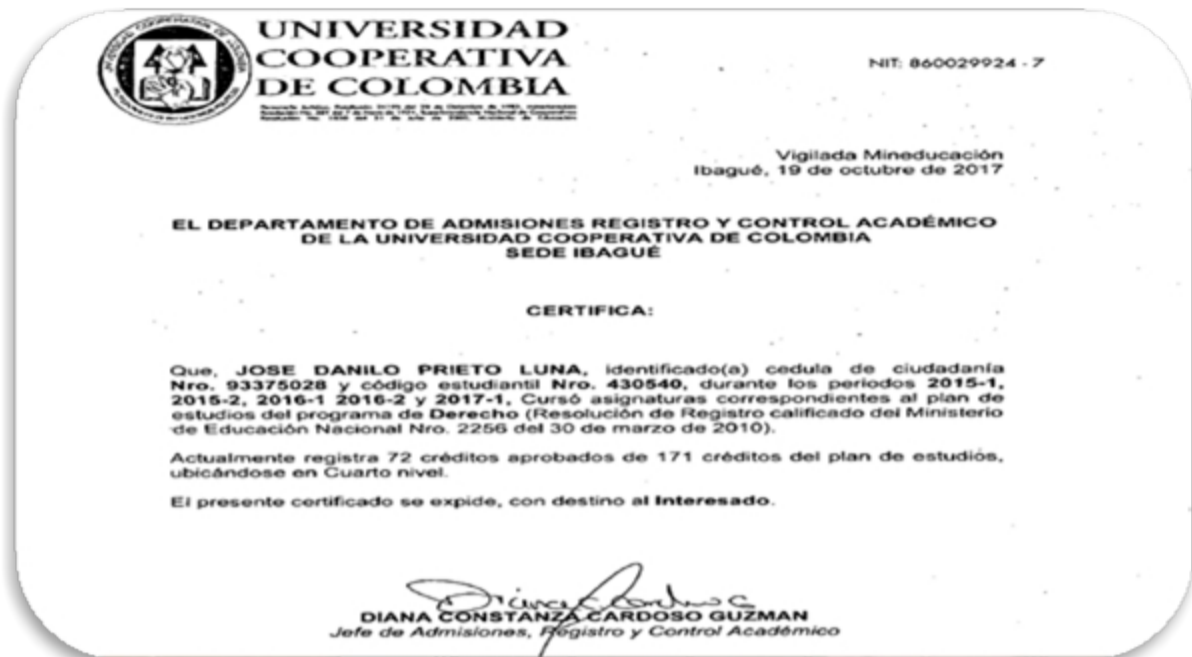 UNIVERSIDAD
COOPERATIVA
DE COLOMBIA
NIT: 860029924 - 7
Vigilada Mineducación
Ibagué, 19 de octubre de 2017
EL DEPARTAMENTO DE ADMISIONES REGISTRO Y CONTROL ACADÉMICO
DE LA UNIVERSIDAD COOPERATIVA DE COLOMBIA
SEDE IBAGUÉ
CERTIFICA:
Que, JOSE DANILO PRIETO LUNA, identificado(a) cedula de ciudadanía
Nro. 93375028 y código estudiantil Nro. 430540, durante los periodos 2015-1,
2015-2, 2016-1 2016-2 y 2017-1, Cursó asignaturas correspondientes al plan de
estudios del programa de Derecho (Resolución de Registro calificado del Ministerio
de Educación Nacional Nro. 2256 del 30 de marzo de 2010).
Actualmente registra 72 créditos aprobados de 171 créditos del plan de estudios,
ubicándose en Cuarto nivel.
El presente certificado se expide, con destino al Interesado.
DIANA CONSTANZA CARDOSO GUZMAN
Jefe de Admisiones, Registro y Control Académico